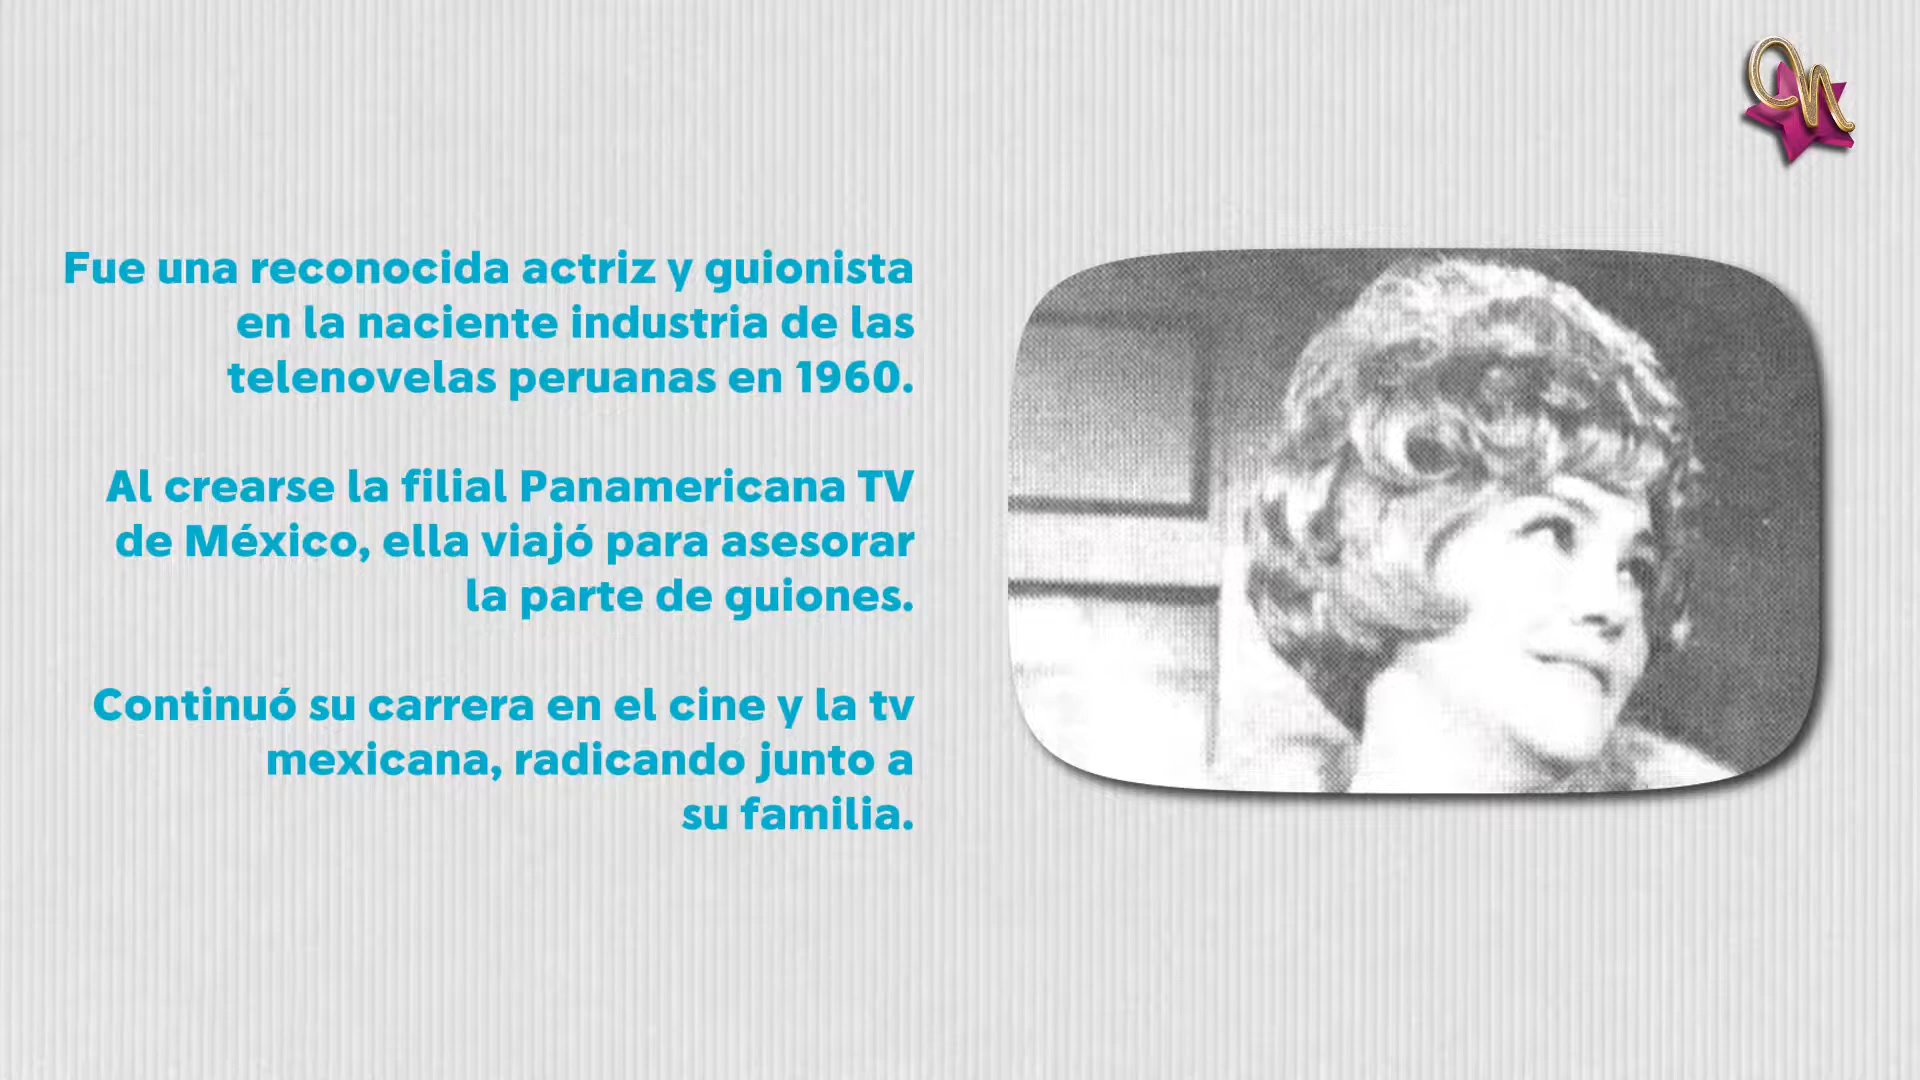 Fue una reconocida actriz y guionista
en la naciente industria de las
telenovelas peruanas en 1960.
Al crearse la filial Panamericana TV
de México, ella viajó para asesorar
la parte de guiones.
Continuó su carrera en el cine y la tv
mexicana, radicando junto a
su familia.